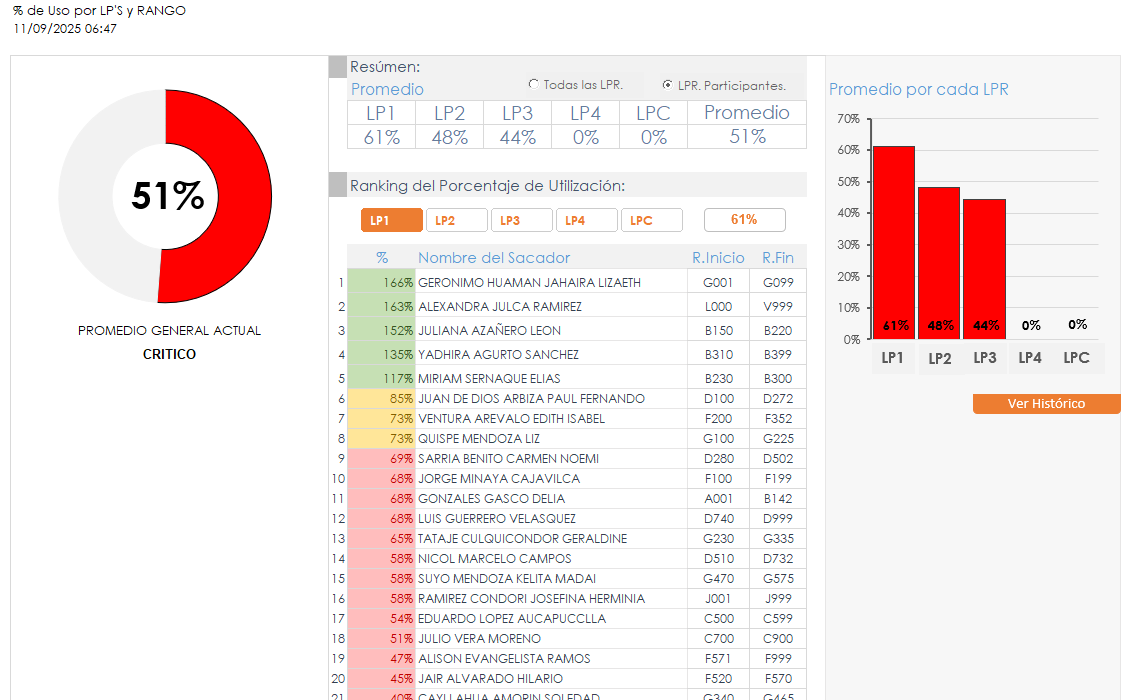 % de Uso por LP'S y RANGO
11/09/2025 06:47
51%
PROMEDIO GENERAL ACTUAL
CRITICO
Resúmen:
Promedio
Todas las LPR.
LPR. Participantes.
LP1 LP2 LP3 LP4 LPC Promedio
61% 48% 44% 0% 0% 51%
Ranking del Porcentaje de Utilización:
LP1 LP2 LP3 LP4 LPC 61%
% Nombre del Sacador R.Inicio R.Fin
1 166% GERONIMO HUAMAN JAHAIRA LIZAETH G001 G099
2 163% ALEXANDRA JULCA RAMIREZ L000 V999
3 152% JULIANA AZAÑERO LEON B150 B220
4 135% YADHIRA AGURTO SANCHEZ B310 B399
5 117% MIRIAM SERNAQUE ELIAS B230 B300
6 85% JUAN DE DIOS ARBIZA PAUL FERNANDO D100 D272
7 73% VENTURA AREVALO EDITH ISABEL F200 F352
8 73% QUISPE MENDOZA LIZ G100 G225
9 69% SARRIA BENITO CARMEN NOEMI D280 D502
10 68% JORGE MINAYA CAJAVILCA F100 F199
11 68% GONZALES GASCO DELIA A001 B142
12 68% LUIS GUERRERO VELASQUEZ D740 D999
13 65% TATAJE CULQUICONDOR GERALDINE G230 G335
14 58% NICOL MARCELO CAMPOS D510 D732
15 58% SUYO MENDOZA KELITA MADAI G470 G575
16 58% RAMIREZ CONDORI JOSEFINA HERMINIA J001 J999
17 54% EDUARDO LOPEZ AUCAPUCCLLA C500 C599
18 51% JULIO VERA MORENO C700 C900
19 47% ALISON EVANGELISTA RAMOS F571 F999
20 45% JAIR ALVARADO HILARIO F520 F570
21 40% CAYLLAHUA AMORIN SOLEDAD G340 G465
Promedio por cada LPR
70%
60%
50%
40%
30%
20%
10%
0%
61% 48% 44% 0% 0%
LP1 LP2 LP3 LP4 LPC
Ver Histórico